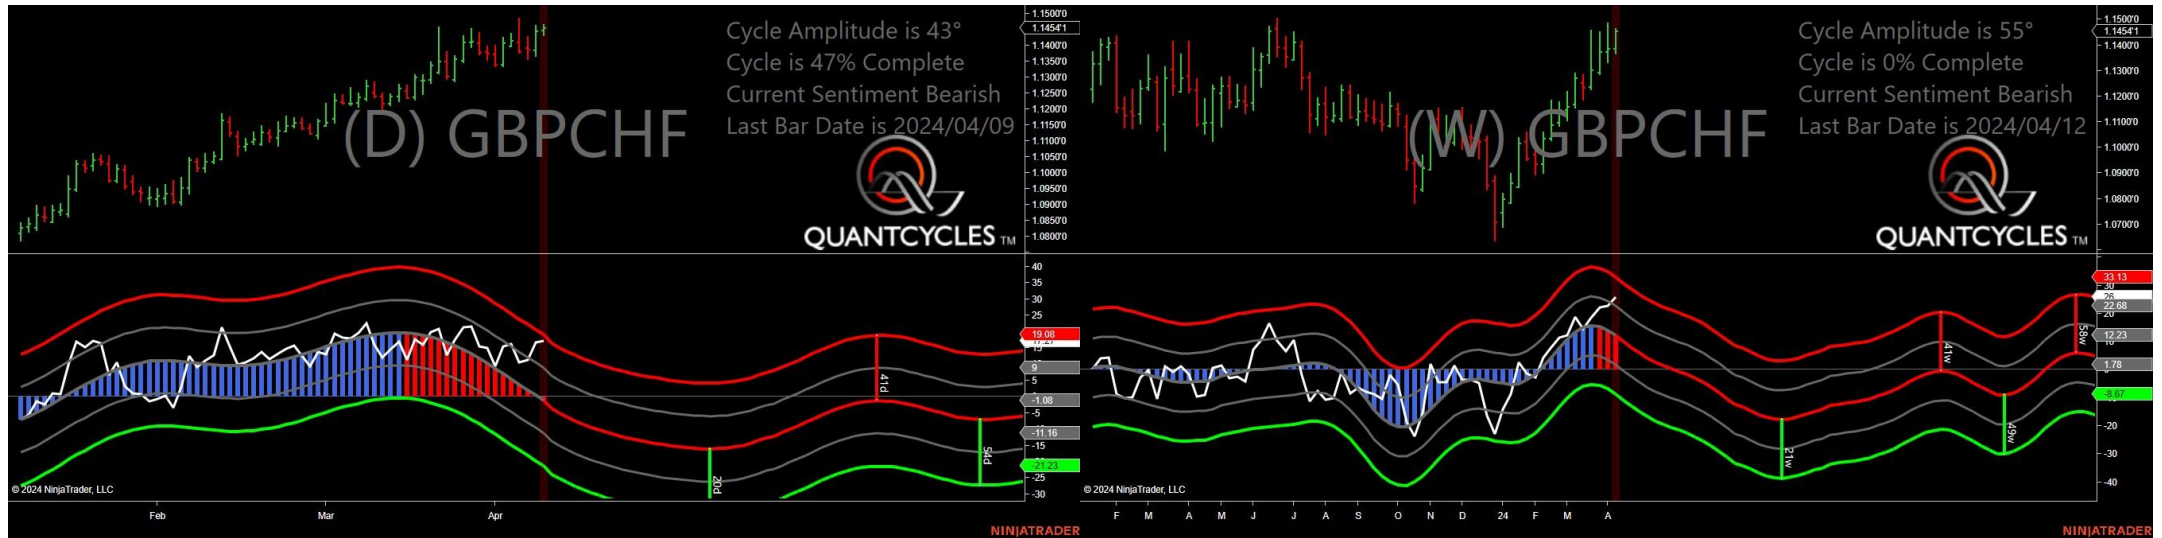 1.1500'0
1.1454'1
1.1400'0
1.1350'0
1.1300'0
1.1250'0
1.1200'0
1.1150'0
1.1100'0
1.1050'0
1.1000'0
1.0950'0
1.0900'0
1.0850'0
1.0800'0
Cycle Amplitude is 43°
Cycle is 47% Complete
Current Sentiment Bearish
Last Bar Date is 2024/04/09
(D) GBPCHF
QUANTCYCLES TM
40
35
30
25
19.08
15
9
5
-1.08
-5
-11.16
-15
-21.23
-25
-30
41d
20d
54d
© 2024 NinjaTrader, LLC
Feb
Mar
Apr
NINJATRADER
1.1500'0
1.1454'1
1.1400'0
1.1300'0
1.1200'0
1.1100'0
1.1000'0
1.0900'0
1.0800'0
1.0700'0
Cycle Amplitude is 55°
Cycle is 0% Complete
Current Sentiment Bearish
Last Bar Date is 2024/04/12
(W) GBPCHF
QUANTCYCLES TM
33.13
30
26
22.68
20
12.23
1.78
-8.67
-20
-30
-40
21w
41w
49w
58w
© 2024 NinjaTrader, LLC
F
M
A
M
J
J
A
S
O
N
D
24
F
M
A
NINJATRADER